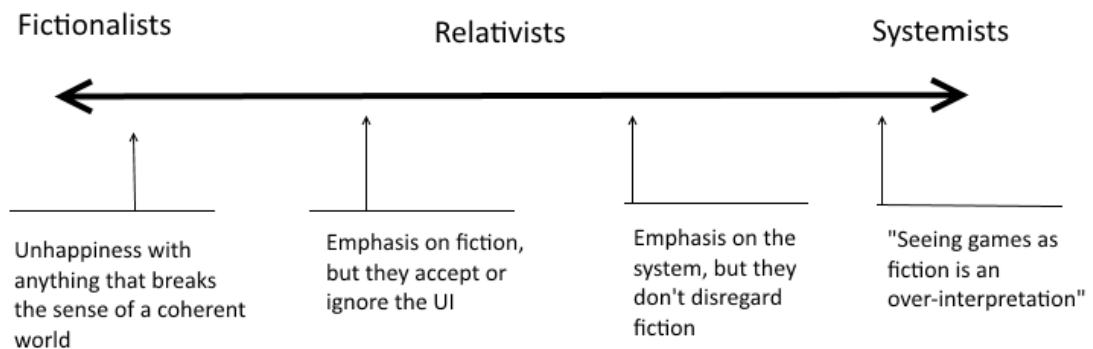 Fictionalists
Relativists
Systemists
Unhappiness with
anything that breaks
the sense of a coherent
world
Emphasis on fiction,
but they accept or
ignore the UI
Emphasis on the
system, but they
don't disregard
fiction
"Seeing games as
fiction is an
over-interpretation"